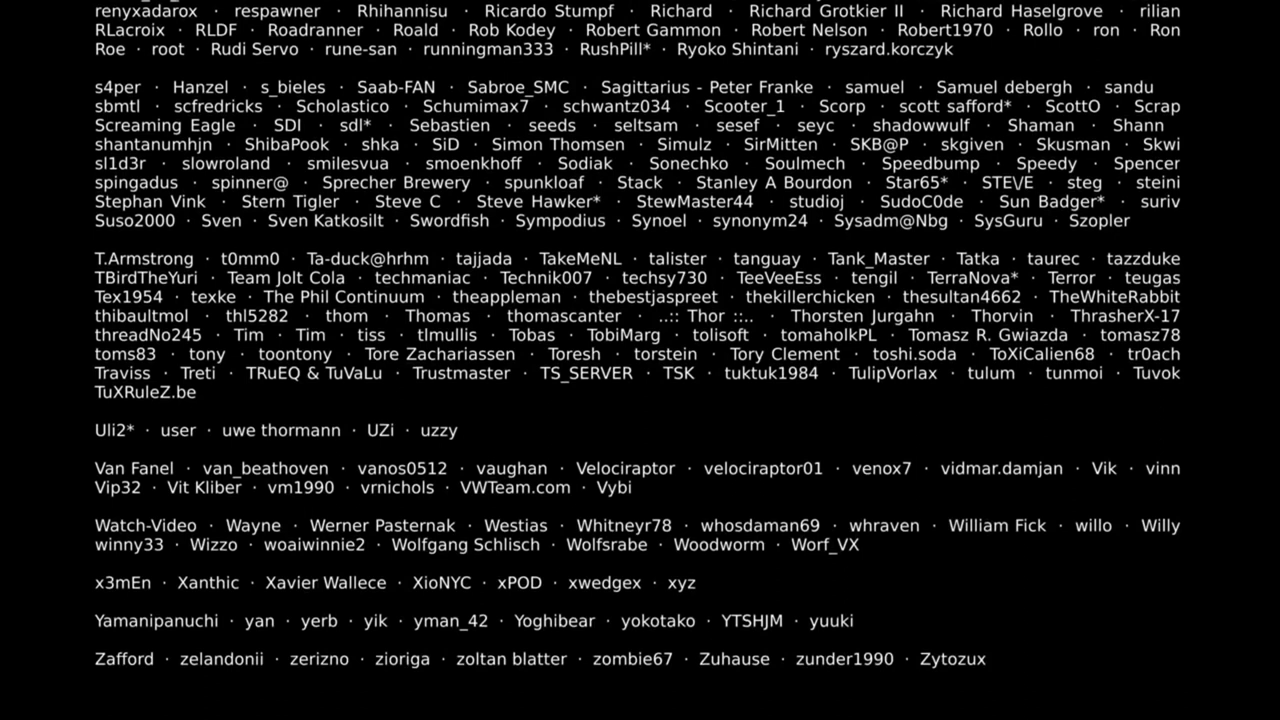 renyxadarox · respawner · Rhihannisu · Ricardo Stumpf · Richard · Richard Grotkier II · Richard Haselgrove · rilian
RLacroix · RLDF · Roadranner · Roald · Rob Kodey · Robert Gammon · Robert Nelson · Robert1970 · Rollo · ron · Ron
Roe · root · Rudi Servo · rune-san · runningman333 · RushPill* · Ryoko Shintani · ryszard.korczyk
s4per · Hanzel · s_bieles · Saab-FAN · Sabroe_SMC · Sagittarius - Peter Franke · samuel · Samuel debergh · sandu
sbmtl · scfredricks · Scholastico · Schumimax7 · schwantz034 · Scooter_1 · Scorp · scott safford* · ScottO · Scrap
Screaming Eagle · SDI · sdl* · Sebastien · seeds · seltsam · sesef · seyc · shadowwulf · Shaman · Shann
shantanumhjn · ShibaPook · shka · SiD · Simon Thomsen · Simulz · SirMitten · SKB@P · skgiven · Skusman · Skwi
sl1d3r · slowroland · smilesvua · smoenkhoff · Sodiak · Sonechko · Soulmech · Speedbump · Speedy · Spencer
spingadus · spinner@ · Sprecher Brewery · spunkloaf · Stack · Stanley A Bourdon · Star65* · STE\/E · steg · steini
Stephan Vink · Stern Tigler · Steve C · Steve Hawker* · StewMaster44 · studioj · SudoC0de · Sun Badger* · suriv
Suso2000 · Sven · Sven Katkosilt · Swordfish · Sympodius · Synoel · synonym24 · Sysadm@Nbg · SysGuru · Szopler
T.Armstrong · t0mm0 · Ta-duck@hrhm · tajjada · TakeMeNL · talister · tanguay · Tank_Master · Tatka · taurec · tazzduke
TBirdTheYuri · Team Jolt Cola · techmaniac · Technik007 · techsy730 · TeeVeeEss · tengil · TerraNova* · Terror · teugas
Tex1954 · texke · The Phil Continuum · theappleman · thebestjaspreet · thekillerchicken · thesultan4662 · TheWhiteRabbit
thibaultmol · thl5282 · thom · Thomas · thomascanter · ..:: Thor ::.. · Thorsten Jurgahn · Thorvin · ThrasherX-17
threadNo245 · Tim · Tim · tiss · tlmullis · Tobas · TobiMarg · tolisoft · tomaholkPL · Tomasz R. Gwiazda · tomasz78
toms83 · tony · toontony · Tore Zachariassen · Toresh · torstein · Tory Clement · toshi.soda · ToXiCalien68 · tr0ach
Traviss · Treti · TRuEQ & TuVaLu · Trustmaster · TS_SERVER · TSK · tuktuk1984 · TulipVorlax · tulum · tunmoi · Tuvok
TuXRuleZ.be
Uli2* · user · uwe thormann · UZi · uzzy
Van Fanel · van_beathoven · vanos0512 · vaughan · Velociraptor · velociraptor01 · venox7 · vidmar.damjan · Vik · vinn
Vip32 · Vit Kliber · vm1990 · vrnichols · VWTeam.com · Vybi
Watch-Video · Wayne · Werner Pasternak · Westias · Whitneyr78 · whosdaman69 · whraven · William Fick · willo · Willy
winny33 · Wizzo · woaiwinnie2 · Wolfgang Schlisch · Wolfsrabe · Woodworm · Worf_VX
x3mEn · Xanthic · Xavier Wallece · XioNYC · xPOD · xwedgex · xyz
Yamanipanuchi · yan · yerb · yik · yman_42 · Yoghibear · yokotako · YTSHJM · yuuki
Zafford · zelandonii · zerizno · zioriga · zoltan blatter · zombie67 · Zuhause · zunder1990 · Zytozux